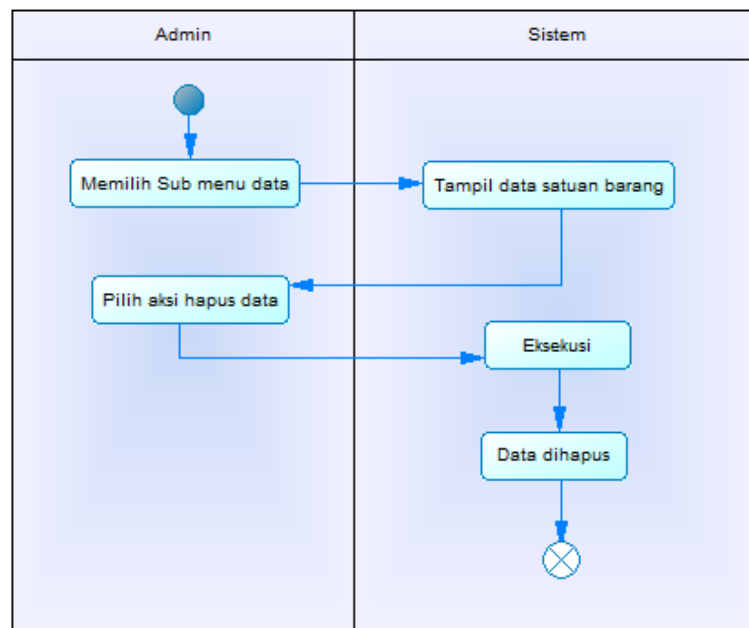 Admin
Sistem
Memilih Sub menu data
Tampil data satuan barang
Pilih aksi hapus data
Eksekusi
Data dihapus